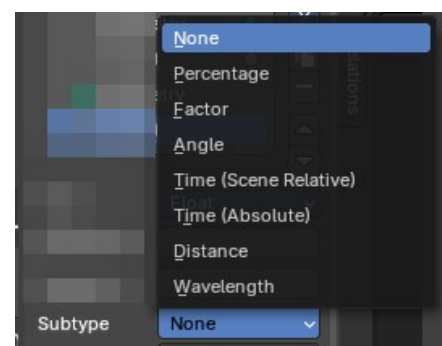 None
Percentage
Factor
Angle
Time (Scene Relative)
Time (Absolute)
Distance
Wavelength
Subtype None